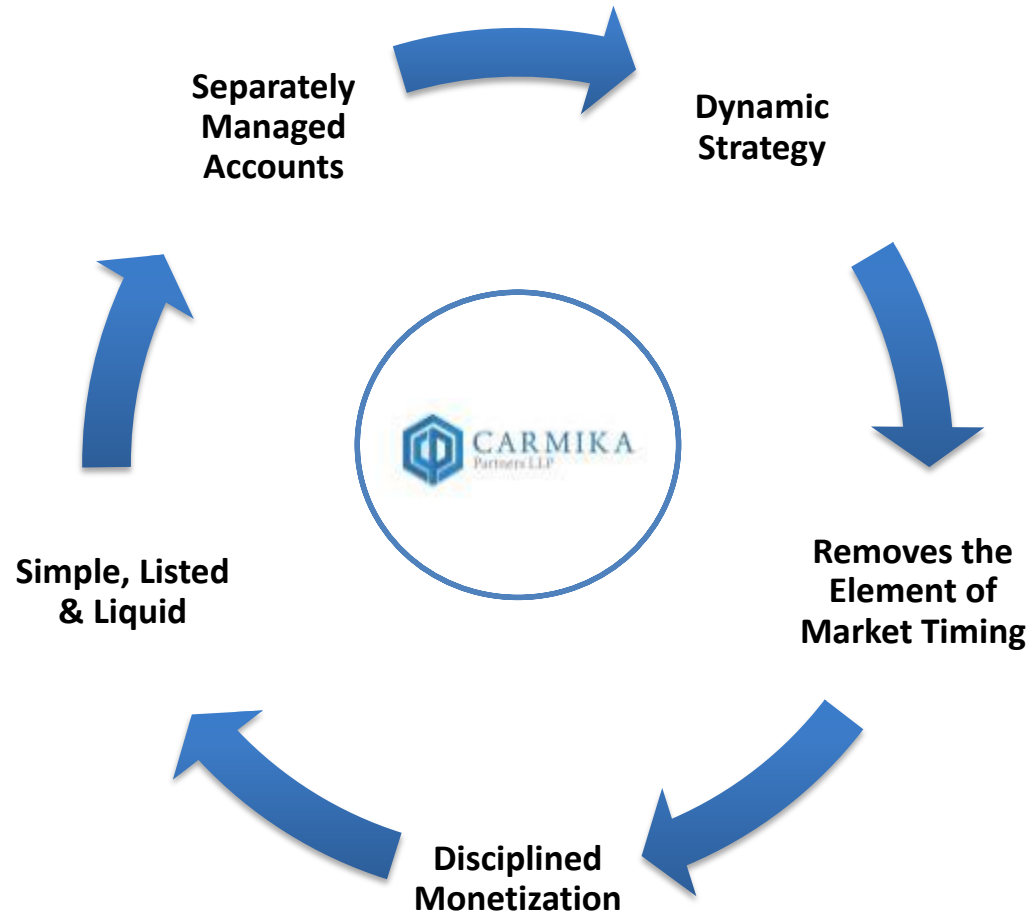 Separately
Managed
Accounts
Dynamic
Strategy
CARMIKA
Partners LLP
Removes the
Element of
Market Timing
Simple, Listed
& Liquid
Disciplined
Monetization